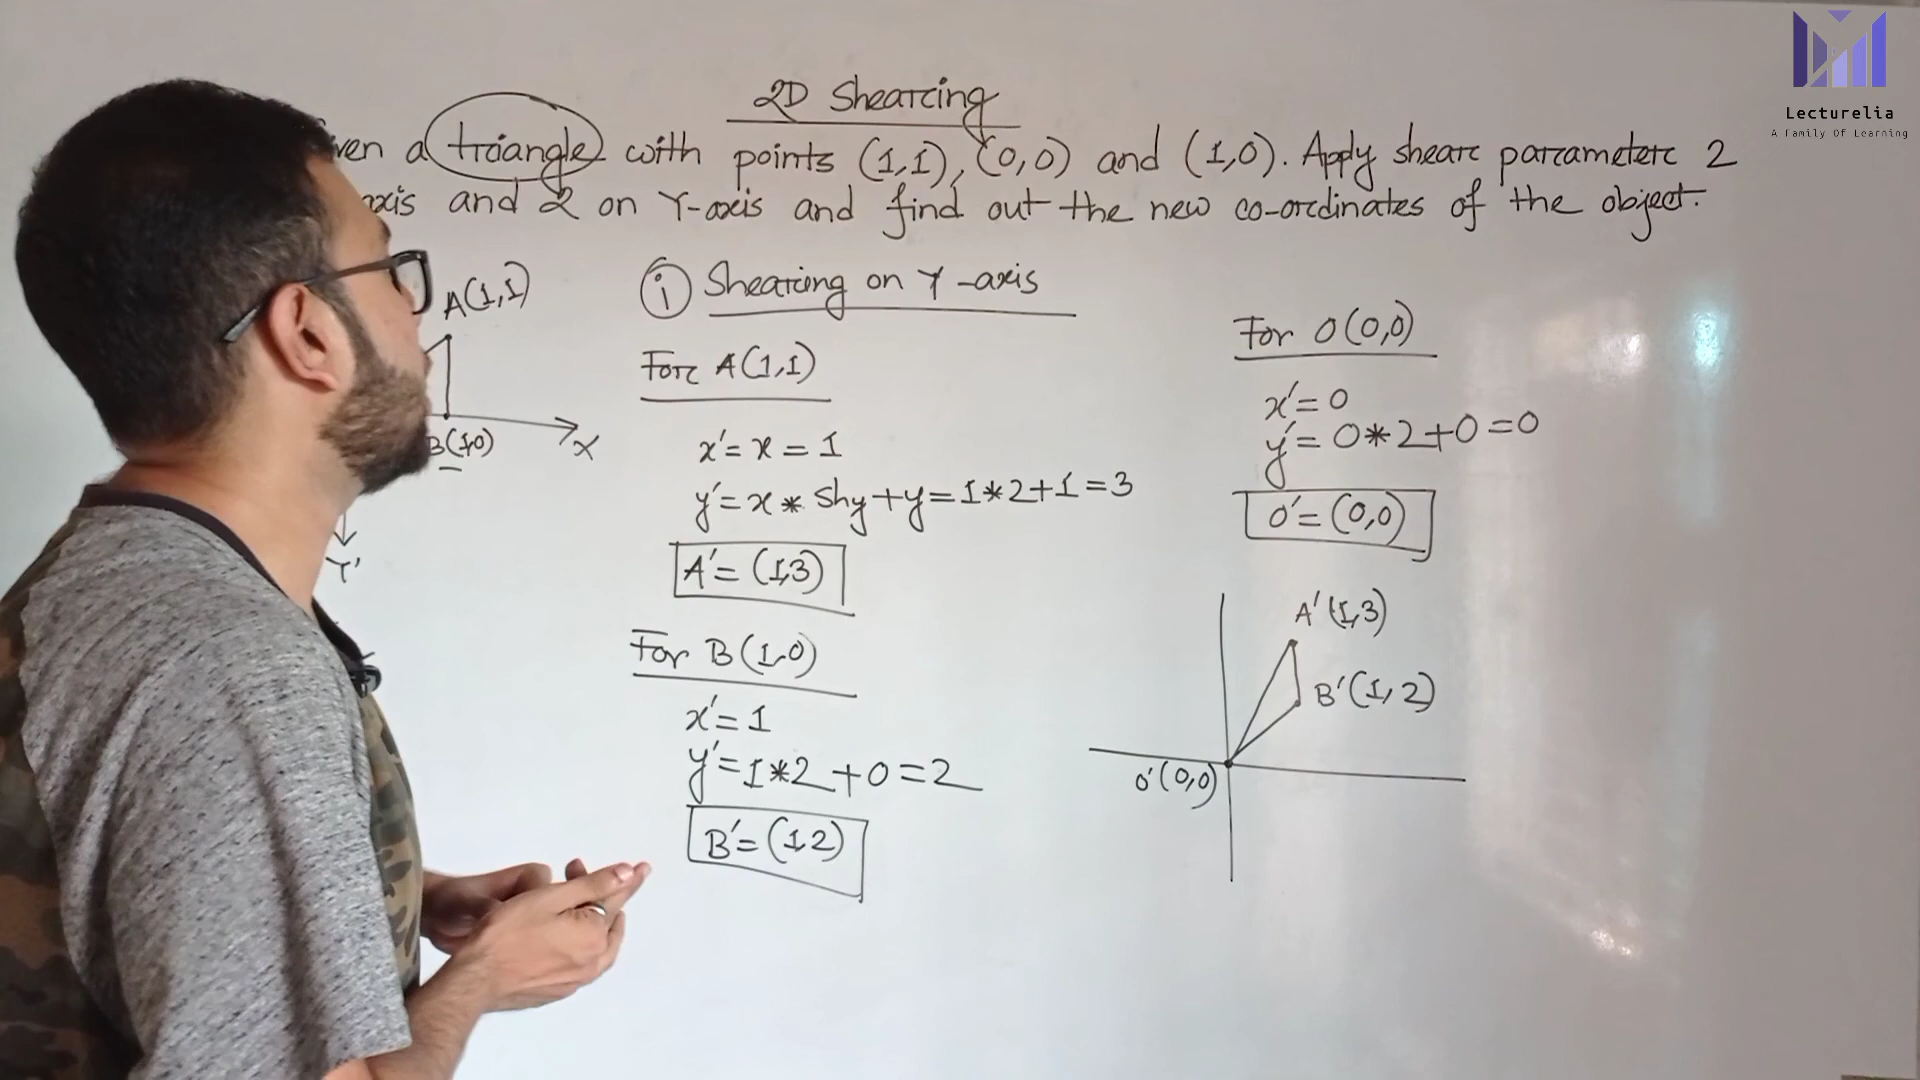 2D Shearing
a triangle with points (1,1), (0,0) and (1,0). Apply shear parameter 2
and 2 on Y-axis and find out the new co-ordinates of the object.
A(1,1)
B(1,0)
X
Y'
i Shearing on Y-axis
For A(1,1)
x' = x = 1
y' = x * Shy + y = 1*2+1 = 3
A' = (1,3)
For B(1,0)
x' = 1
y' = 1*2+0 = 2
B' = (1,2)
For O(0,0)
x' = 0
y' = 0*2+0 = 0
O' = (0,0)
A'(1,3)
B'(1,2)
O'(0,0)
Lecturelia
A Family Of Learning